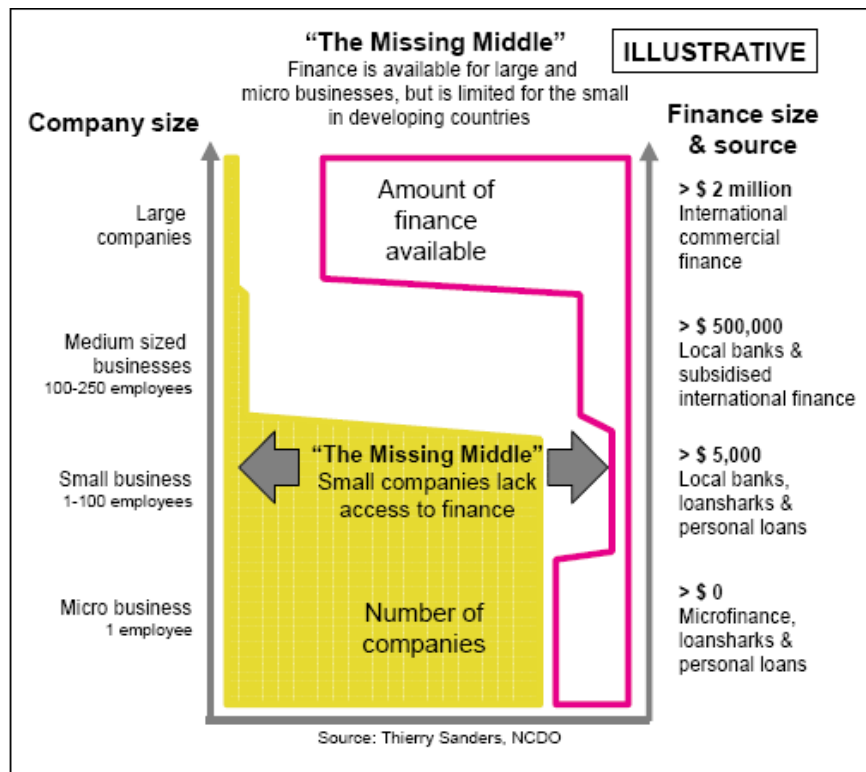 “The Missing Middle”
Finance is available for large and
micro businesses, but is limited for the small
in developing countries
ILLUSTRATIVE
Company size
Finance size
& source
Large
companies
Medium sized
businesses
100-250 employees
Small business
1-100 employees
Micro business
1 employee
Amount of
finance
available
“The Missing Middle”
Small companies lack
access to finance
Number of
companies
> $ 2 million
International
commercial
finance
> $ 500,000
Local banks &
subsidised
international finance
> $ 5,000
Local banks,
loansharks &
personal loans
> $ 0
Microfinance,
loansharks &
personal loans
Source: Thierry Sanders, NCDO